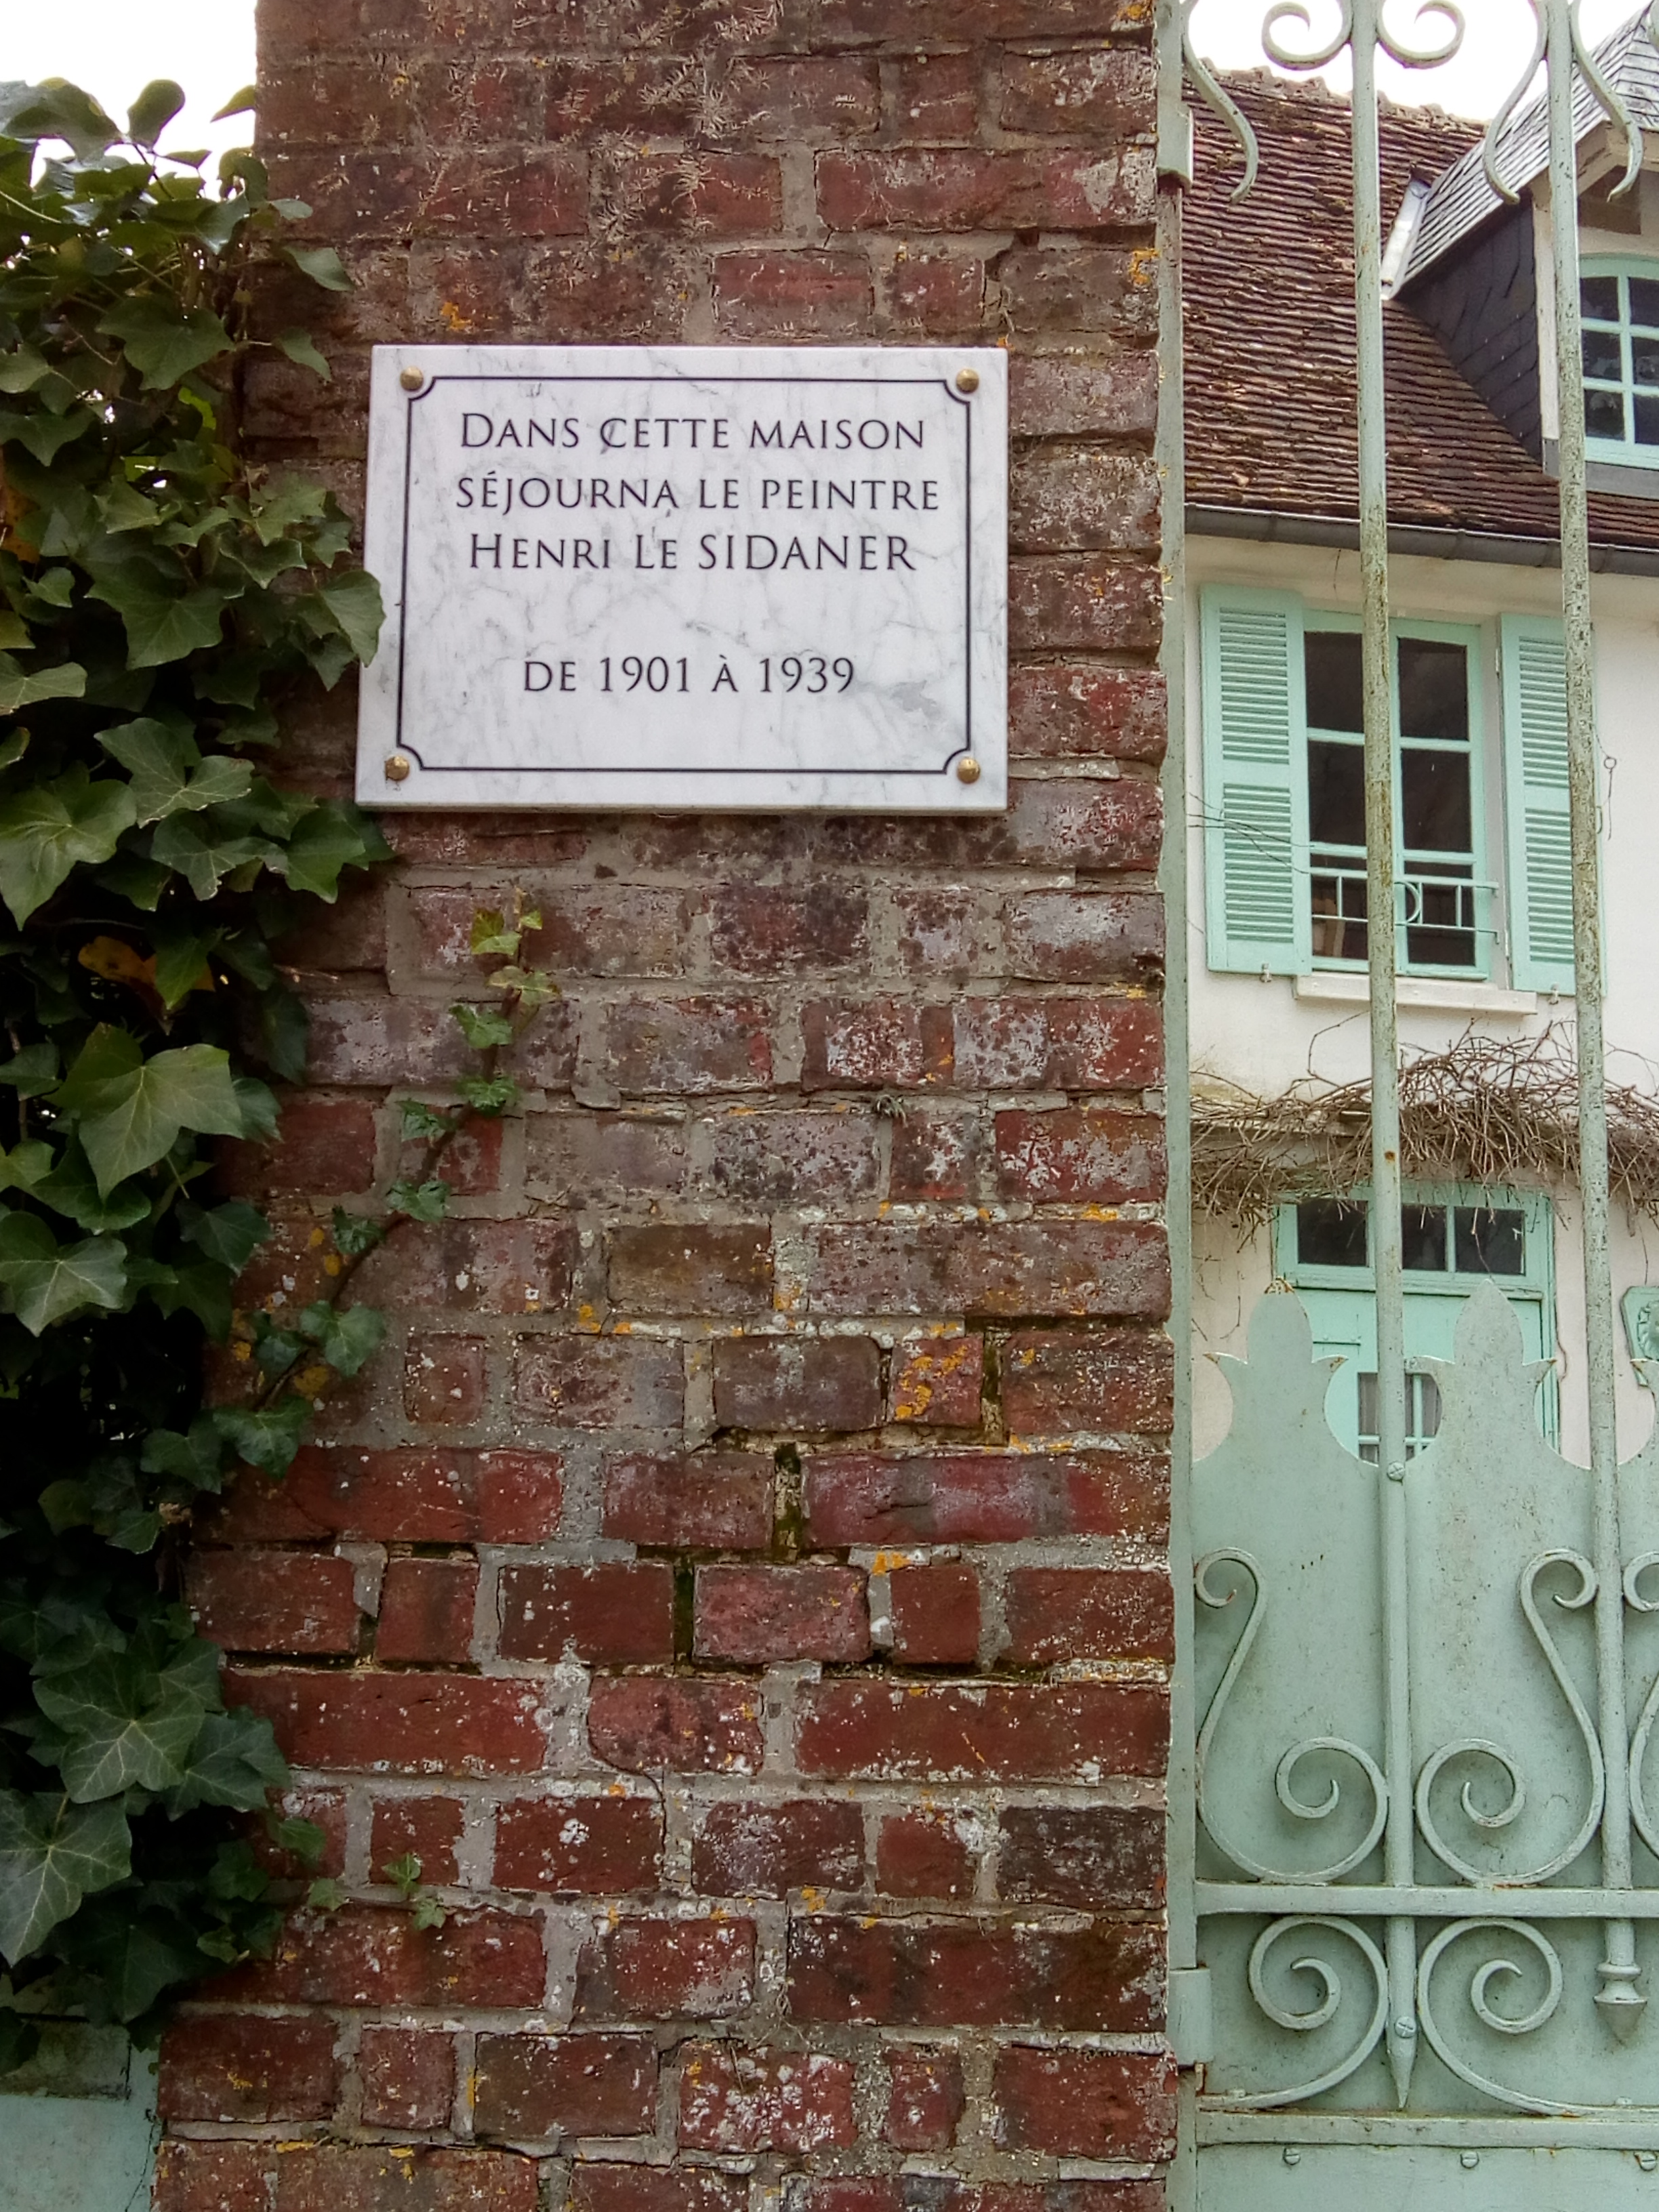 Dans cette maison
séjourna le peintre
Henri Le SIDANER
de 1901 à 1939